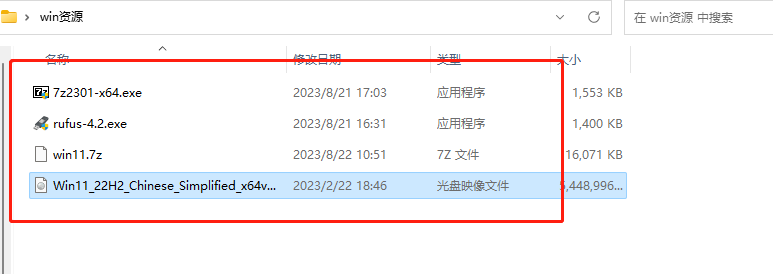 win资源
在 win资源 中搜索
名称 修改日期 类型 大小
7z2301-x64.exe 2023/8/21 17:03 应用程序 1,553 KB
rufus-4.2.exe 2023/8/21 16:31 应用程序 1,400 KB
win11.7z 2023/8/22 10:51 7Z 文件 16,071 KB
Win11_22H2_Chinese_Simplified_x64v... 2023/2/22 18:46 光盘映像文件 5,448,996...